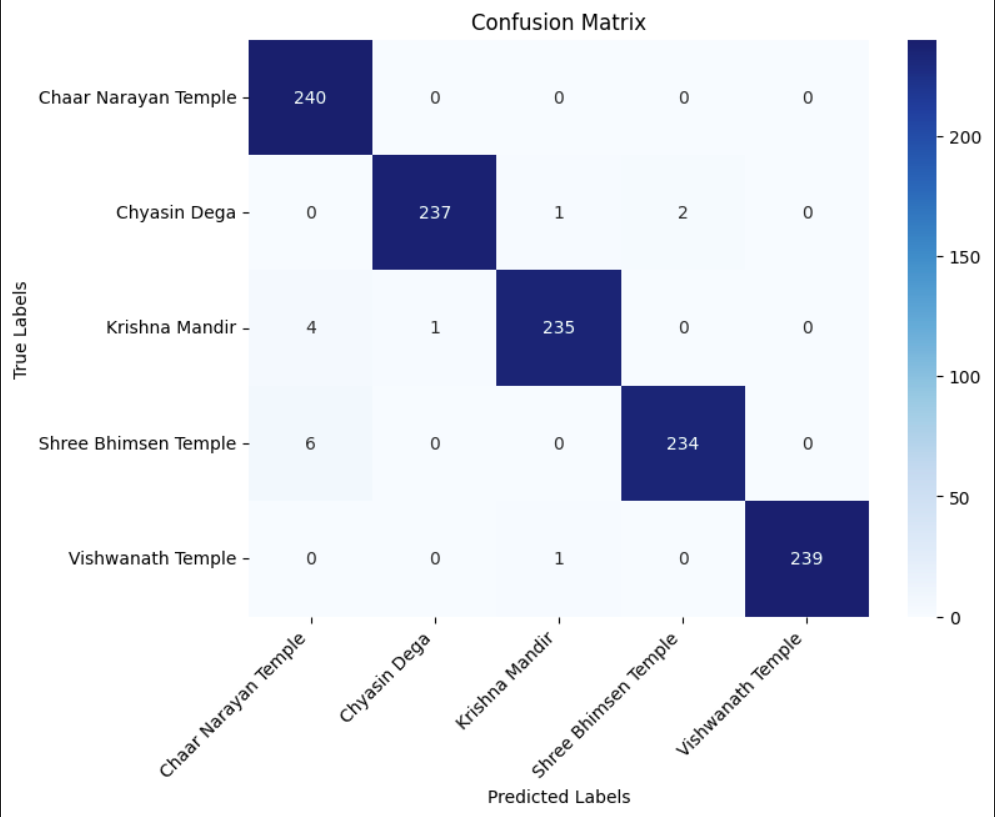 Confusion Matrix
True Labels
Chaar Narayan Temple 240 0 0 0 0
Chyasin Dega 0 237 1 2 0
Krishna Mandir 4 1 235 0 0
Shree Bhimsen Temple 6 0 0 234 0
Vishwanath Temple 0 0 1 0 239
Chaar Narayan Temple
Chyasin Dega
Krishna Mandir
Shree Bhimsen Temple
Vishwanath Temple
Predicted Labels
200
150
100
50
0